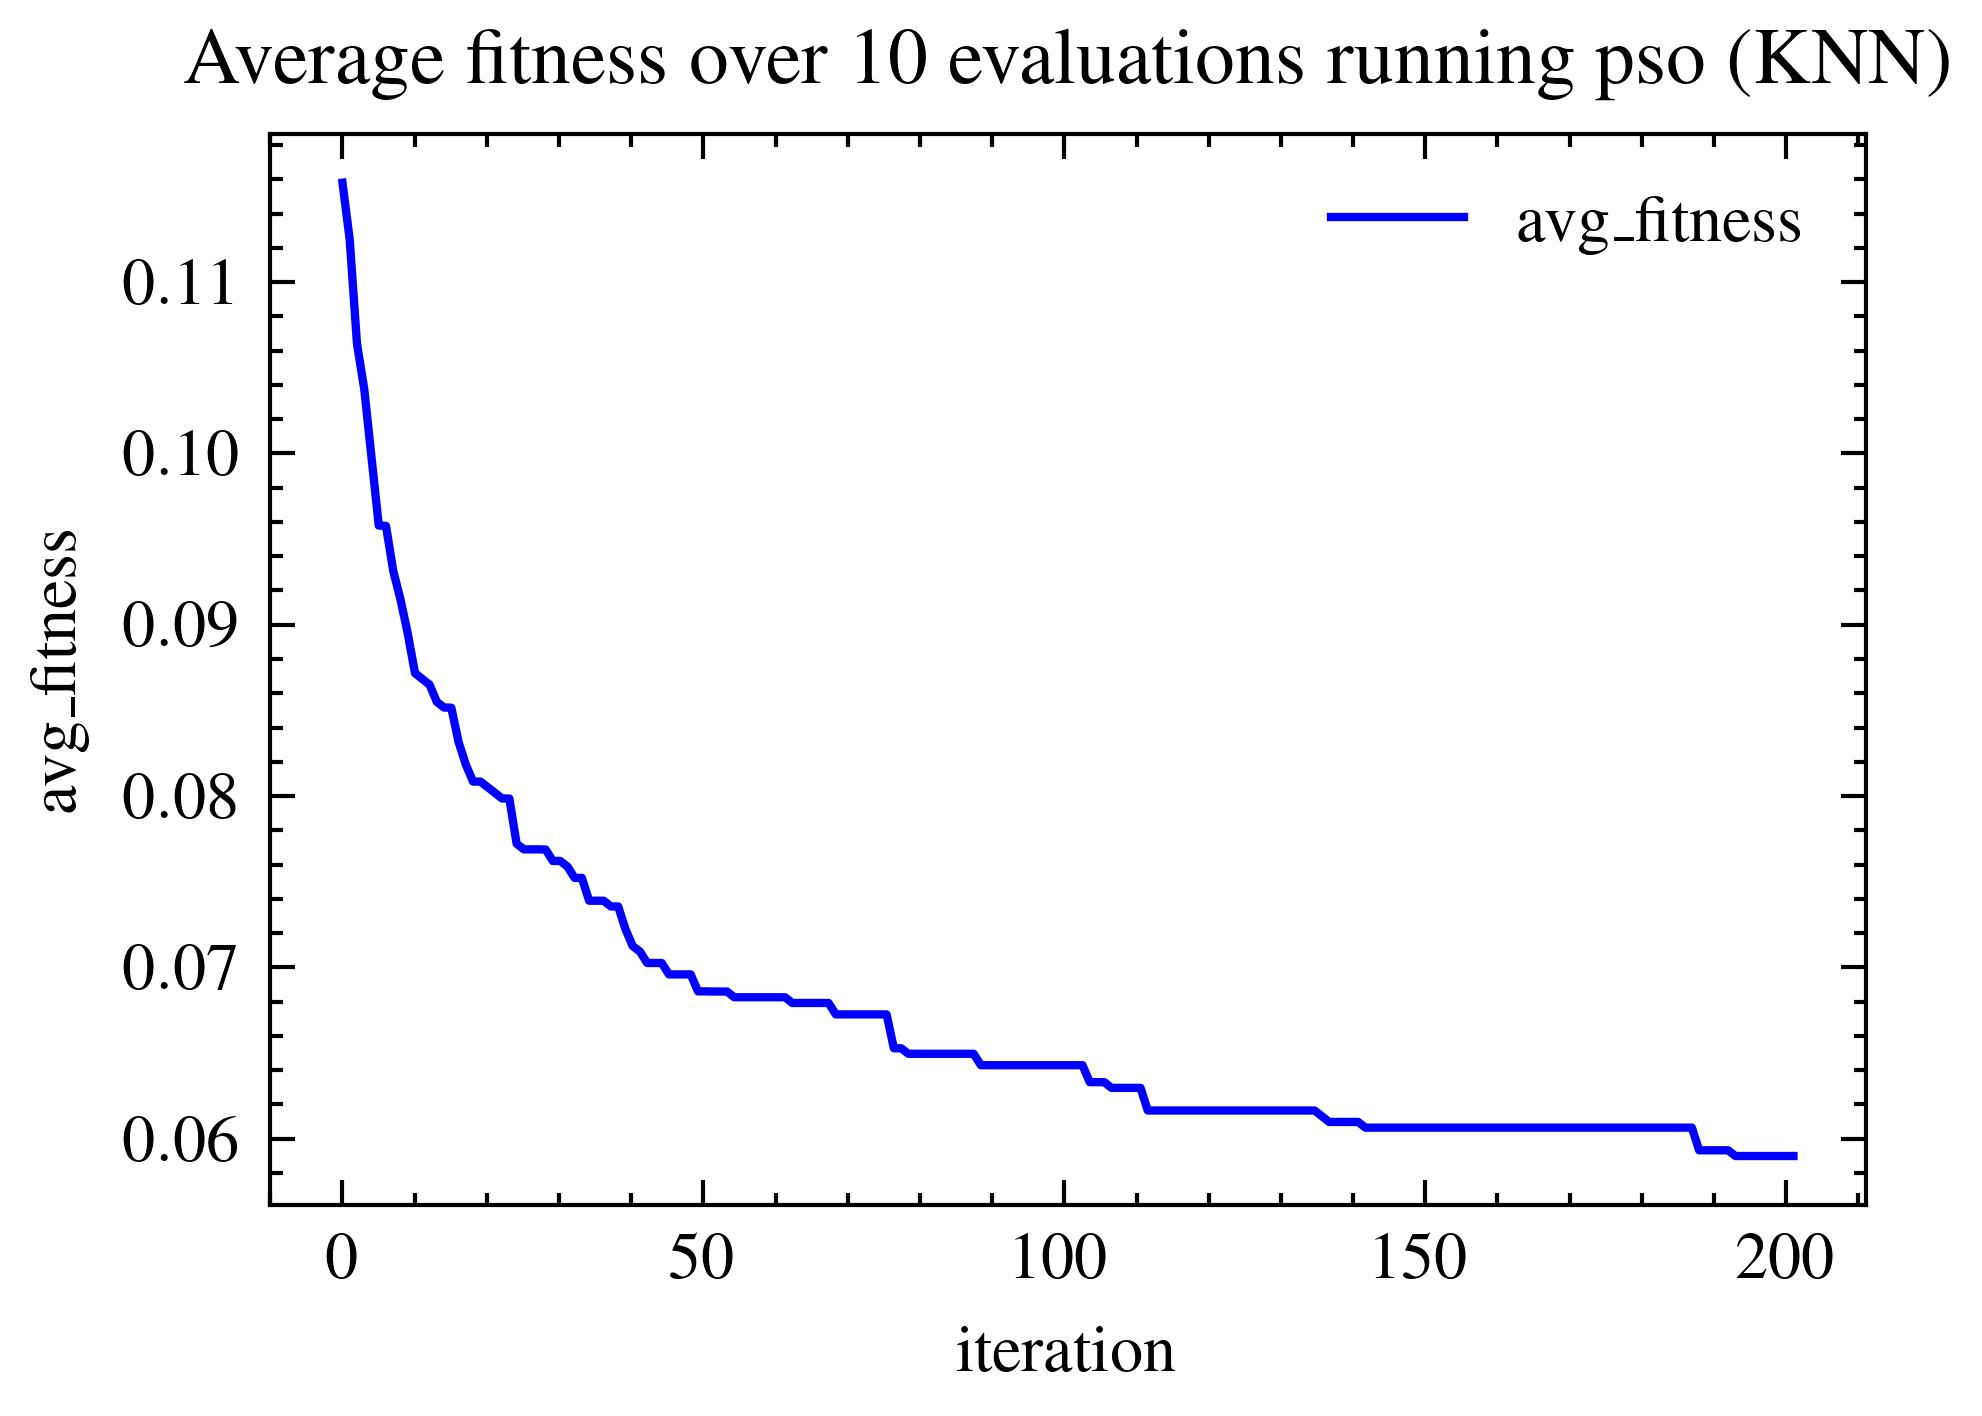 Average fitness over 10 evaluations running pso (KNN)
avg_fitness
0.11
0.10
0.09
0.08
0.07
0.06
avg_fitness
0 50 100 150 200
iteration